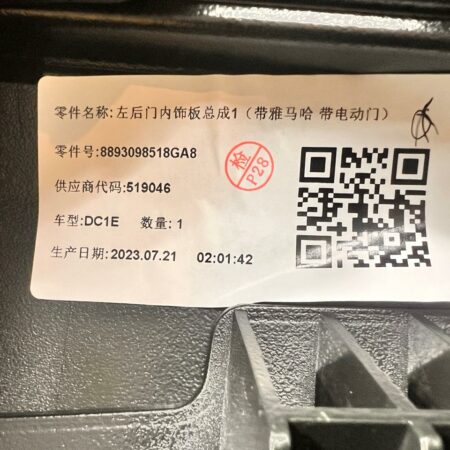 零件名称:左后门内饰板总成1（带雅马哈 带电动门）
零件号:8893098518GA8
检
P28
供应商代码:519046
车型:DC1E 数量: 1
生产日期:2023.07.21 02:01:42